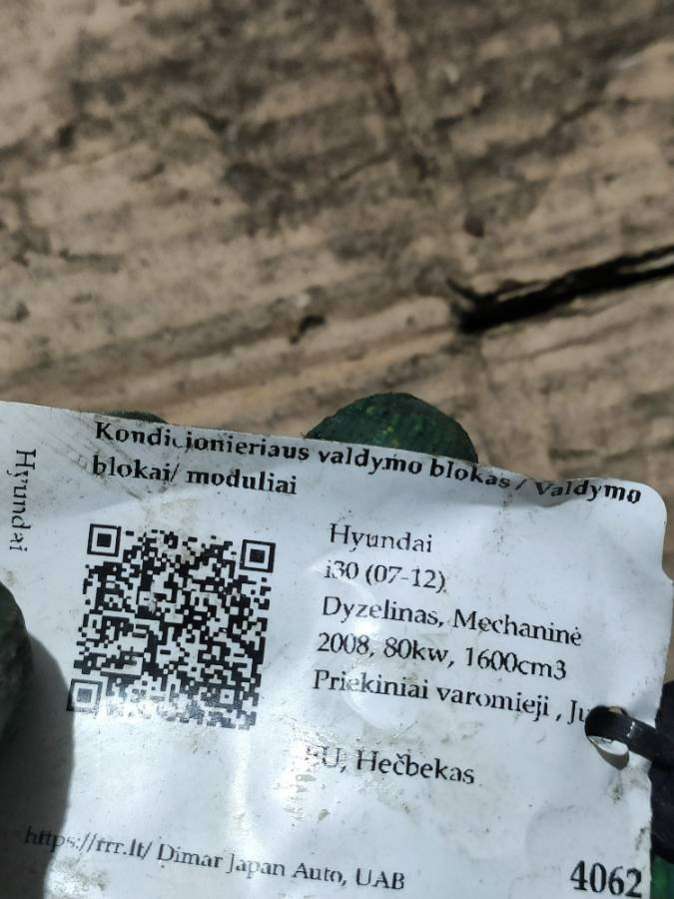 Kondicionieriaus valdymo blokas / Valdymo
blokai/ moduliai
Hyundai
Hyundai
i30 (07-12)
Dyzelinas, Mechaninė
2008, 80kw, 1600cm3
Priekiniai varomieji , Ju
EU, Hečbekas
https://rrr.lt/ Dimar Japan Auto, UAB
4062